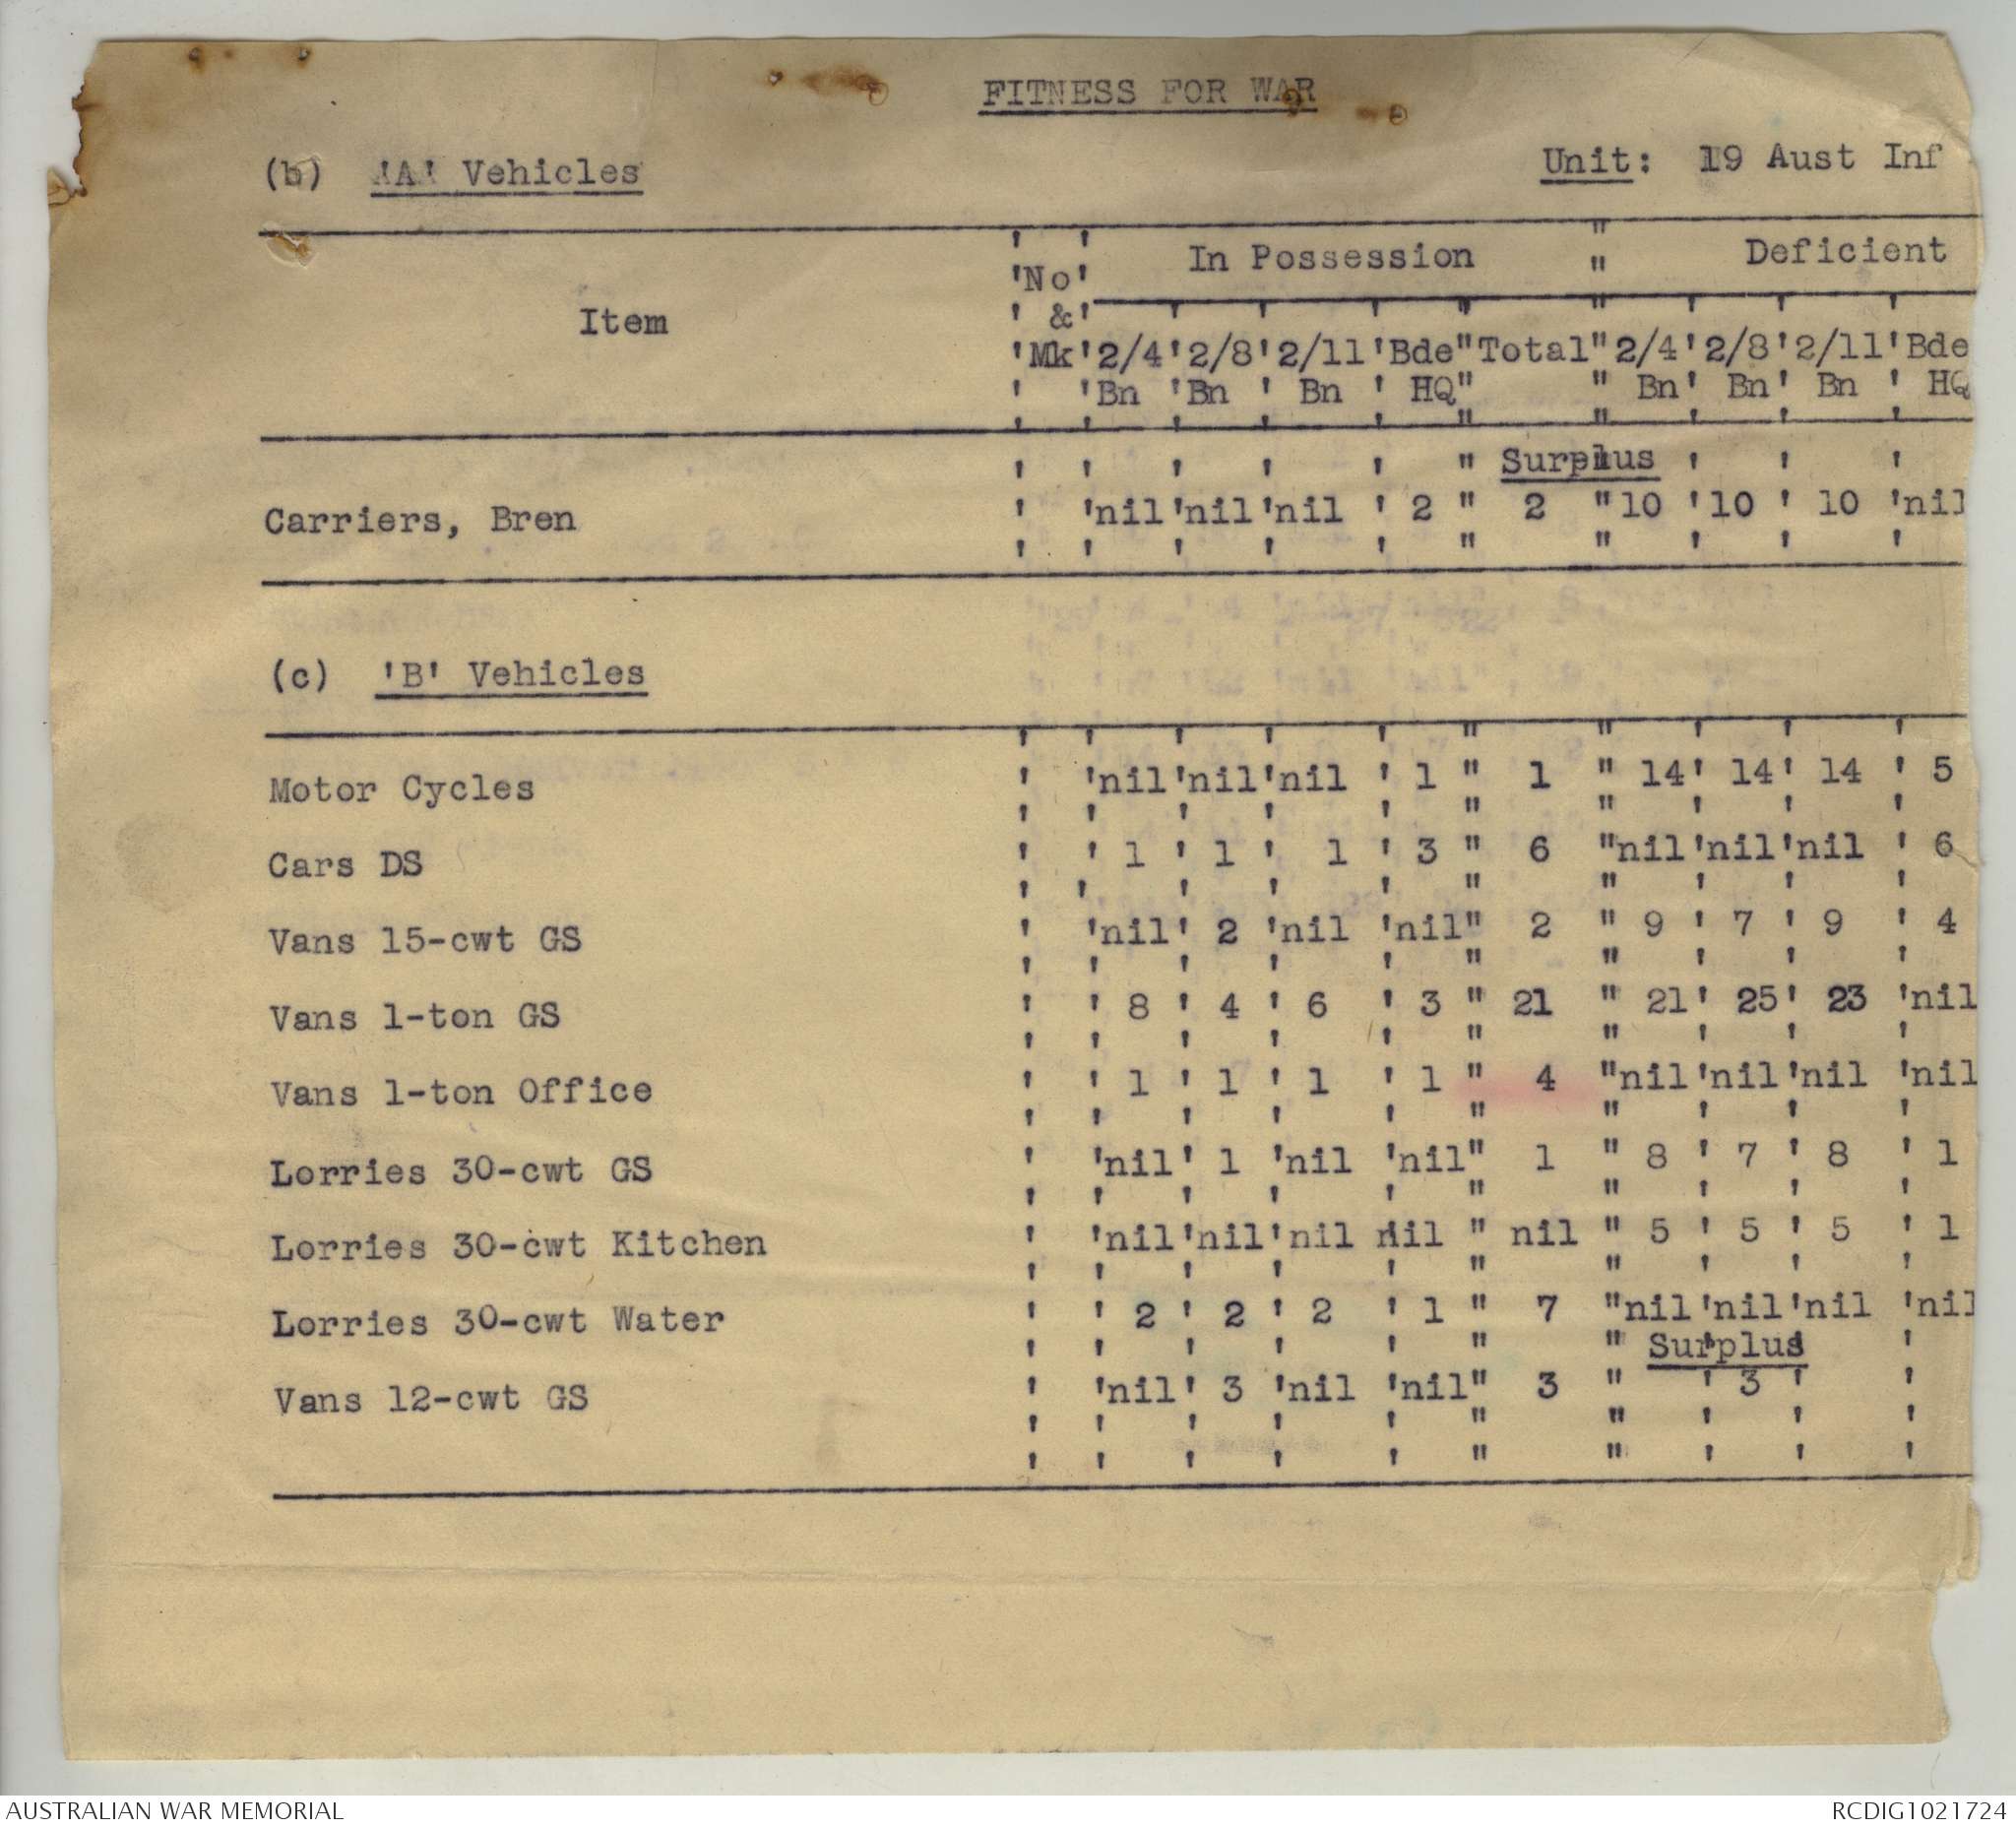 FITNESS FOR WAR
(b) 'A' Vehicles
Unit: 19 Aust Inf
In Possession " Deficient
'No'
Item ' &'
'Mk'2/4'2/8'2/11'Bde"Total"2/4'2/8'2/11'Bde
' 'Bn 'Bn ' Bn ' HQ" " Bn' Bn' Bn ' HQ
Surplus
Carriers, Bren ' 'nil'nil'nil ' 2 " 2 "10 '10 ' 10 'nil
(c) 'B' Vehicles
Motor Cycles ' 'nil'nil'nil ' 1 " 1 " 14' 14' 14 ' 5
Cars DS ' ' 1 ' 1 ' 1 ' 3 " 6 "nil'nil'nil ' 6
Vans 15-cwt GS ' 'nil' 2 'nil 'nil" 2 " 9 ' 7 ' 9 ' 4
Vans 1-ton GS ' ' 8 ' 4 ' 6 ' 3 " 21 " 21' 25' 23 'nil
Vans 1-ton Office ' ' 1 ' 1 ' 1 ' 1 " 4 "nil'nil'nil 'nil
Lorries 30-cwt GS ' 'nil' 1 'nil 'nil" 1 " 8 ' 7 ' 8 ' 1
Lorries 30-cwt Kitchen ' 'nil'nil'nil nil " nil " 5 ' 5 ' 5 ' 1
Lorries 30-cwt Water ' ' 2 ' 2 ' 2 ' 1 " 7 "nil'nil'nil 'nil
Surplus
Vans 12-cwt GS ' 'nil' 3 'nil 'nil" 3 " ' 3 ' '
AUSTRALIAN WAR MEMORIAL
RCDIG1021724